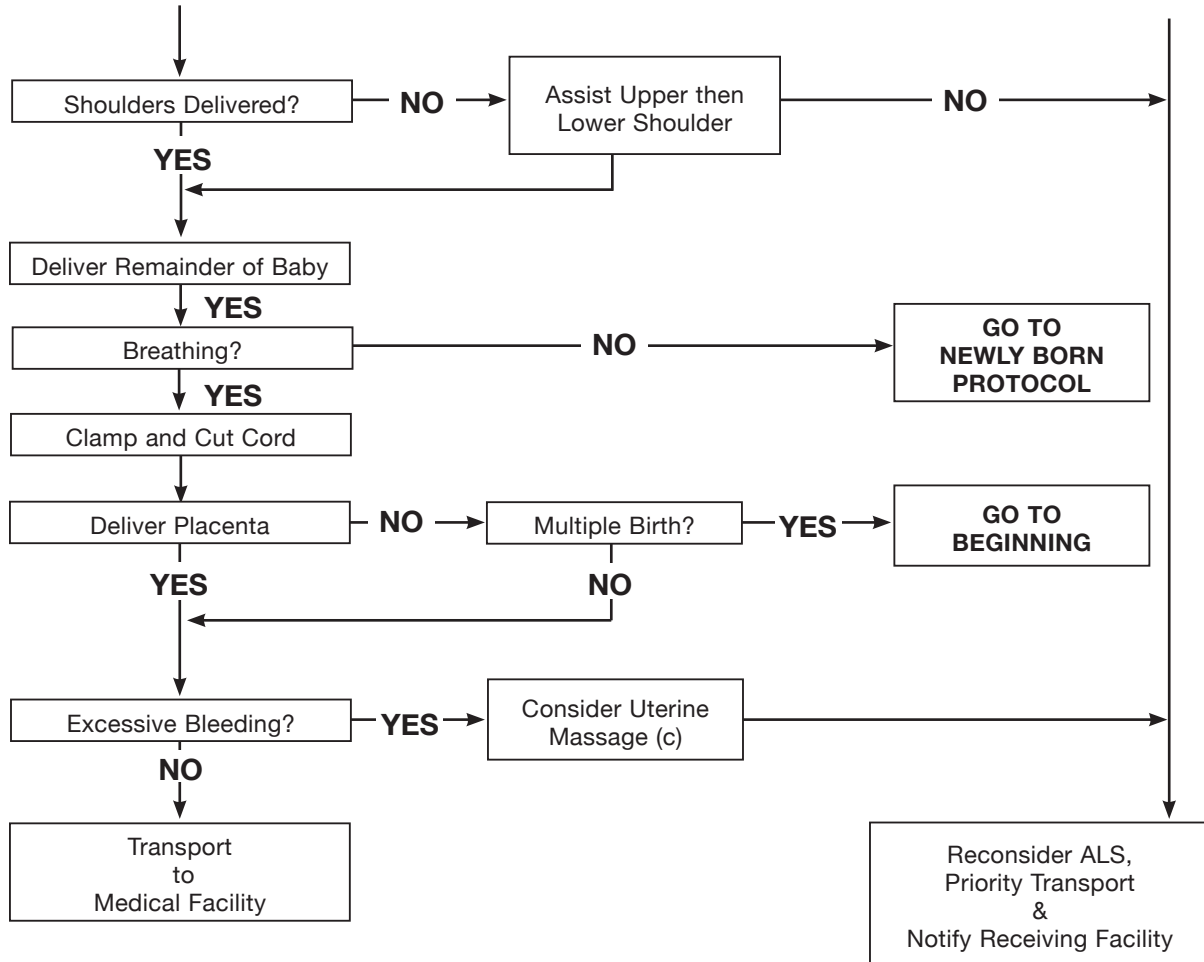 Shoulders Delivered?
NO
Assist Upper then
Lower Shoulder
NO
YES
Deliver Remainder of Baby
YES
Breathing?
NO
GO TO
NEWLY BORN
PROTOCOL
YES
Clamp and Cut Cord
Deliver Placenta
NO
Multiple Birth?
YES
GO TO
BEGINNING
YES
NO
Excessive Bleeding?
YES
Consider Uterine
Massage (c)
NO
Transport
to
Medical Facility
Reconsider ALS,
Priority Transport
&
Notify Receiving Facility